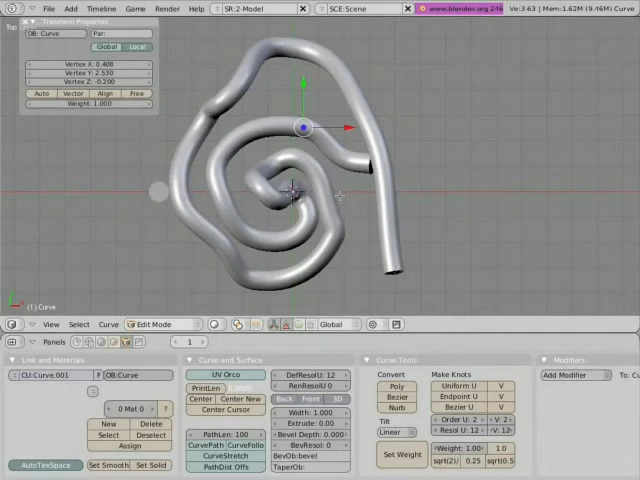 File Add Timeline Game Render Help SR:2-Model SCE:Scene www.blender.org 246 Ve:3-63 | Mem:1.62M (9.46M) Curve
Transform Properties
OB: Curve Par:
Global Local
Vertex X: 0.408
Vertex Y: 2.530
Vertex Z: -0.200
Auto Vector Align Free
Weight: 1.000
(1) Curve
View Select Curve Edit Mode Global
Panels 1
Link and Materials Curve and Surface Curve Tools Modifiers
CU:Curve.001 F OB:Curve UV Orco DefResolU: 12 Convert Make Knots Add Modifier To: Cu
PrintLen 0.0000 RenResolU 0 Poly Uniform U V
0 Mat 0 ? Center Center New Back Front 3D Bezier Endpoint U V
New Delete Center Cursor Width: 1.000 Nurb Bezier U V
Select Deselect Extrude: 0.00 Tilt Order U: 2 V: 2
Assign PathLen: 100 Bevel Depth: 0.000 Linear Resol U: 12 V: 12
CurvePath CurveFollo BevResol: 0 Set Weight Weight: 1.00 1.0
AutoTexSpace Set Smooth Set Solid CurveStretch BevOb:bevel sqrt(2)/ 0.25 sqrt(0.5
PathDist Offs TaperOb: